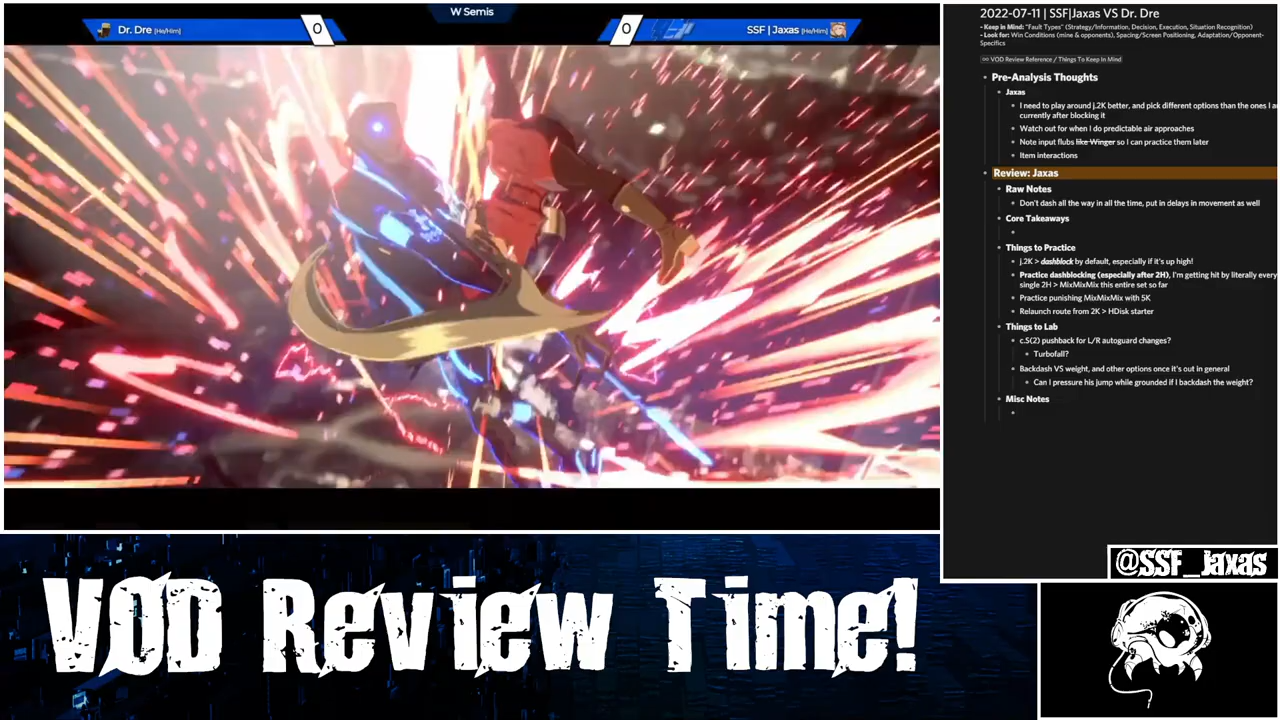 W Semis
Dr. Dre [He/Him]
0
0
SSF | Jaxas [He/Him]
2022-07-11 | SSF|Jaxas VS Dr. Dre
- Keep in Mind: "Fault Types" (Strategy/Information, Decision, Execution, Situation Recognition)
- Look for: Win Conditions (mine & opponents), Spacing/Screen Positioning, Adaptation/Opponent-
Specifics
VOD Review Reference / Things To Keep In Mind
Pre-Analysis Thoughts
Jaxas
I need to play around j.2K better, and pick different options than the ones I a
currently after blocking it
Watch out for when I do predictable air approaches
Note input flubs like Winger so I can practice them later
Item interactions
Review: Jaxas
Raw Notes
Don't dash all the way in all the time, put in delays in movement as well
Core Takeaways
Things to Practice
j.2K > dashblock by default, especially if it's up high!
Practice dashblocking (especially after 2H), I'm getting hit by literally every
single 2H > MixMixMix this entire set so far
Practice punishing MixMixMix with 5K
Relaunch route from 2K > HDisk starter
Things to Lab
c.S(2) pushback for L/R autoguard changes?
Turbofall?
Backdash VS weight, and other options once it's out in general
Can I pressure his jump while grounded if I backdash the weight?
Misc Notes
@SSF_Jaxas
VOD Review Time!